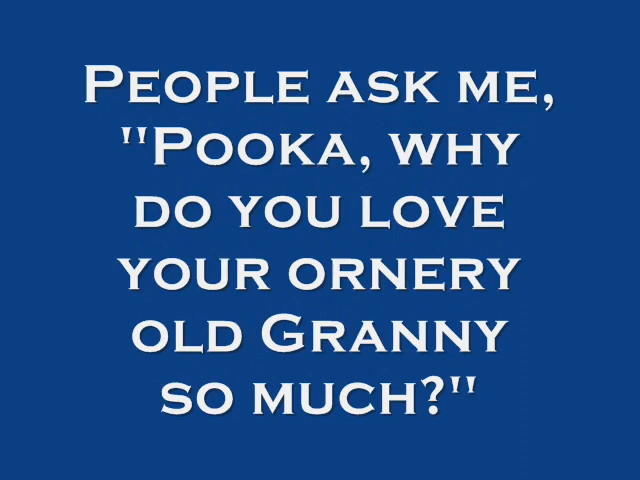 People ask me,
"Pooka, why
do you love
your ornery
old Granny
so much?"